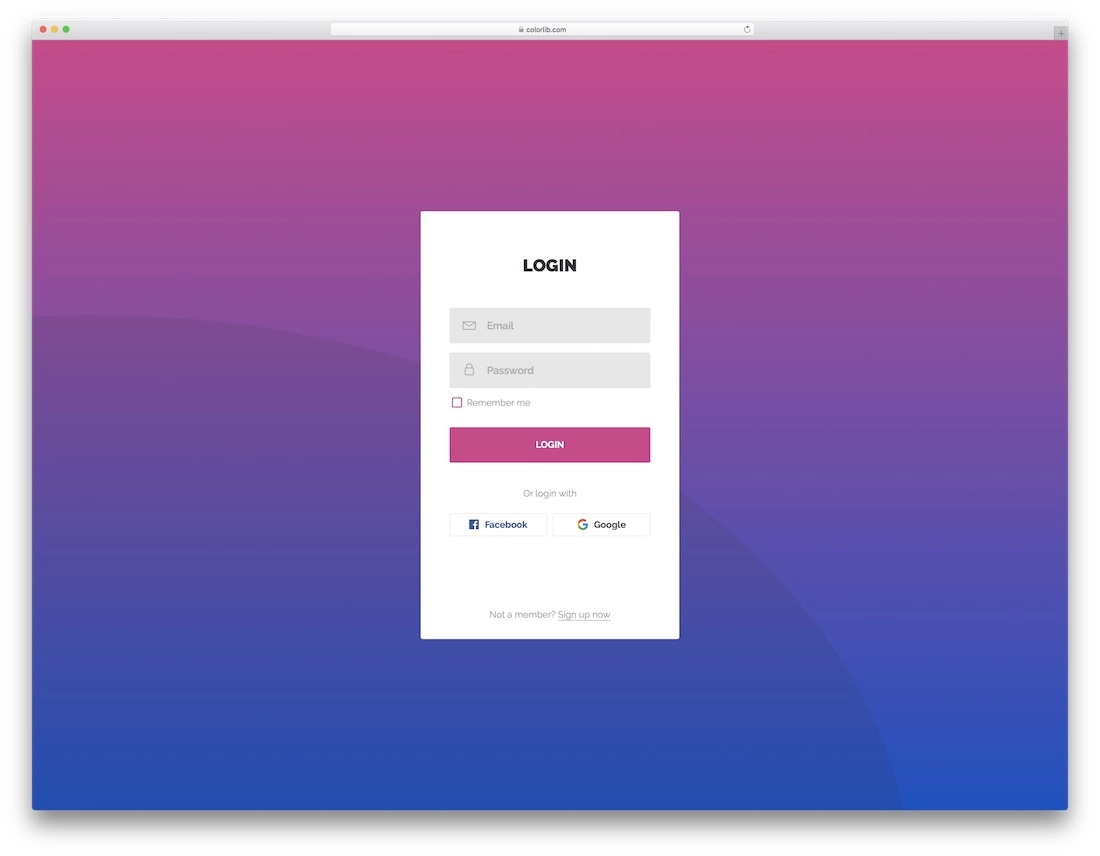 colorlib.com
LOGIN
Email
Password
Remember me
LOGIN
Or login with
Facebook
Google
Not a member? Sign up now